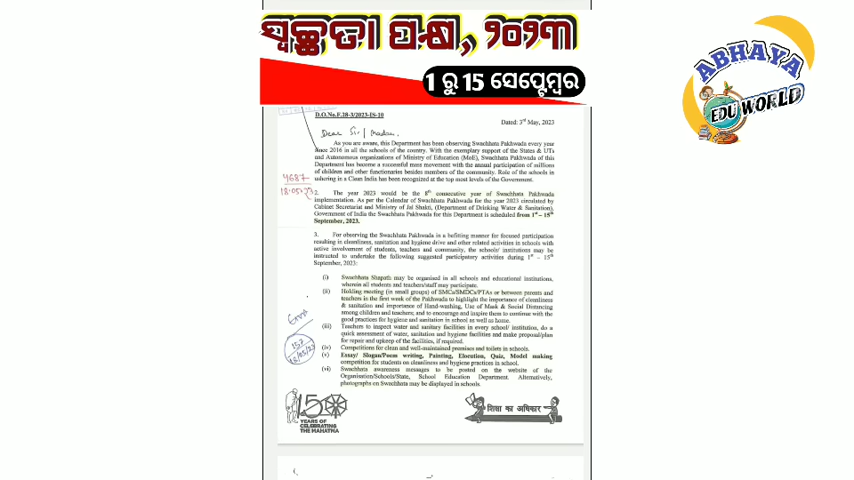 ସ୍ୱଚ୍ଛତା ପକ୍ଷ, ୨୦୨୩
1 ରୁ 15 ସେପ୍ଟେମ୍ବର
ABHAYA
EDU WORLD
D.O.No.F.28-3/2023-IS-10
Dated: 3rd May, 2023
Dear Sir / Madam,
As you are aware, this Department has been observing Swachhata Pakhwada every year
since 2016 in all the schools of the country. With the exemplary support of the States & UTs
and Autonomous organizations of Ministry of Education (MoE), Swachhata Pakhwada of this
Department has become a successful mass movement with the annual participation of millions
of children and other functionaries besides members of the community. Role of the schools in
ushering in a Clean India has been recognized at the top most levels of the Government.
4687
18.05.23
The year 2023 would be the 8th consecutive year of Swachhata Pakhwada
implementation. As per the Calendar of Swachhata Pakhwada for the year 2023 circulated by
Cabinet Secretariat and Ministry of Jal Shakti, (Department of Drinking Water & Sanitation),
Government of India the Swachhata Pakhwada for this Department is scheduled from 1st – 15th
September, 2023.
3. For observing the Swachhata Pakhwada in a befitting manner for focused participation
resulting in cleanliness, sanitation and hygiene drive and other related activities in schools with
active involvement of students, teachers and community, the schools/ institutions may be
instructed to undertake the following suggested participatory activities during 1st – 15th
September, 2023:
(i) Swachhata Shapath may be organised in all schools and educational institutions,
wherein all students and teachers/staff may participate.
(ii) Holding meeting (in small groups) of SMCs/SMDCs/PTAs or between parents and
teachers in the first week of the Pakhwada to highlight the importance of cleanliness
& sanitation and importance of Hand-washing, Use of Mask & Social Distancing
among children and teachers; and to encourage and inspire them to continue with the
good practices for hygiene and sanitation in school as well as home.
(iii) Teachers to inspect water and sanitary facilities in every school/ institution, do a
quick assessment of water, sanitation and hygiene facilities and make proposal/plan
for repair and upkeep of the facilities, if required.
(iv) Competitions for clean and well-maintained premises and toilets in schools.
(v) Essay/ Slogan/Poem writing, Painting, Elocution, Quiz, Model making
competition for students on cleanliness and hygiene practices in school.
(vi) Swachhata awareness messages to be posted on the website of the
Organisation/Schools/State, School Education Department. Alternatively,
photographs on Swachhata may be displayed in schools.
157
18/05/23
150
YEARS OF
CELEBRATING
THE MAHATMA
शिक्षा का अधिकार